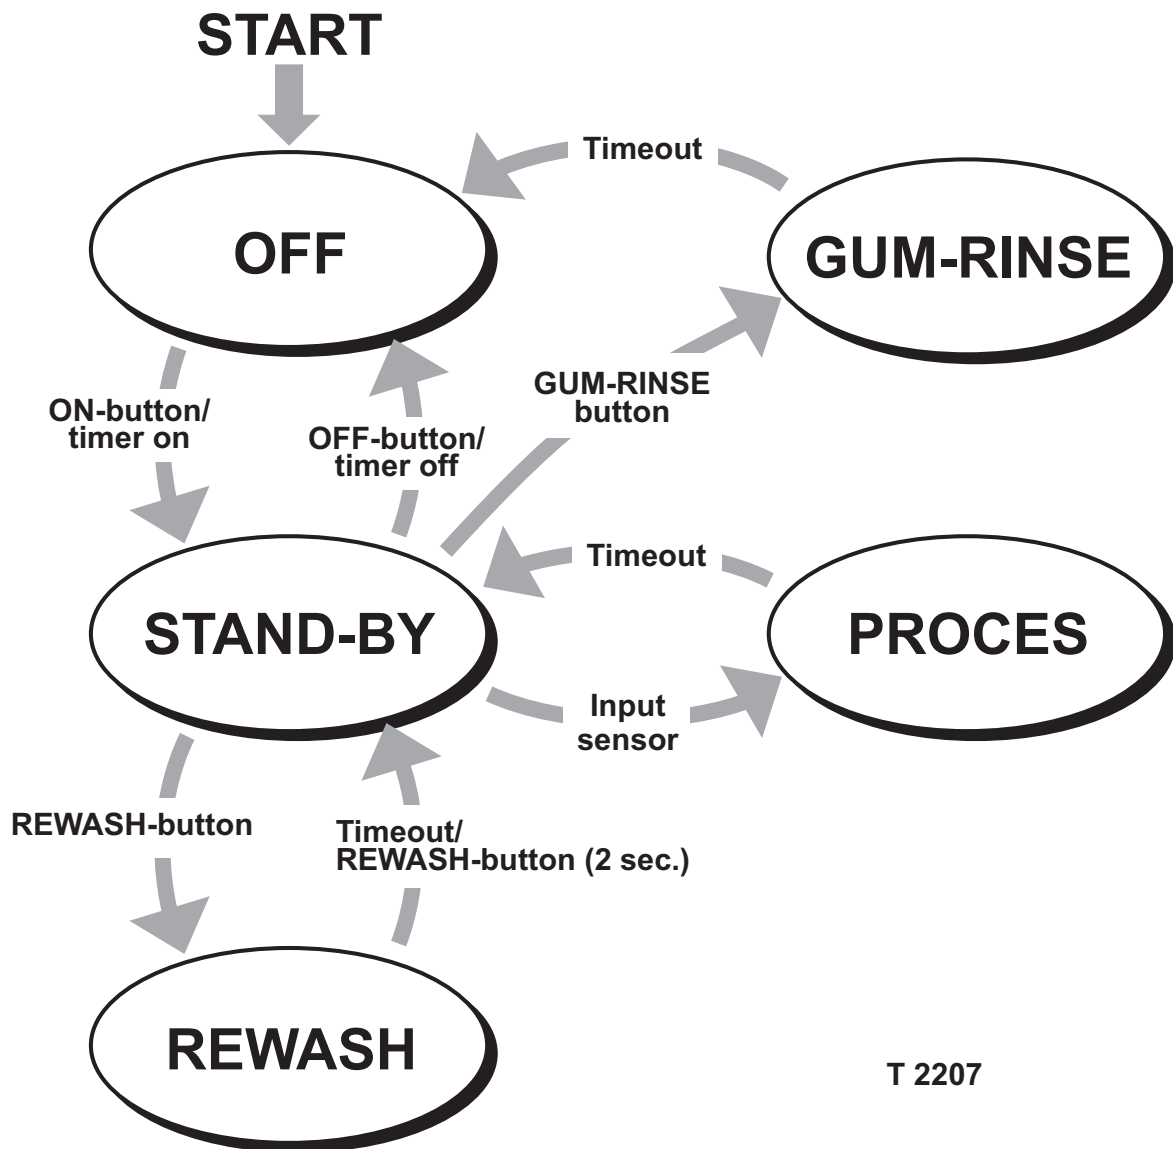 START
Timeout
OFF
GUM-RINSE
GUM-RINSE
button
ON-button/
timer on
OFF-button/
timer off
Timeout
STAND-BY
PROCES
Input
sensor
REWASH-button
Timeout/
REWASH-button (2 sec.)
REWASH
T 2207